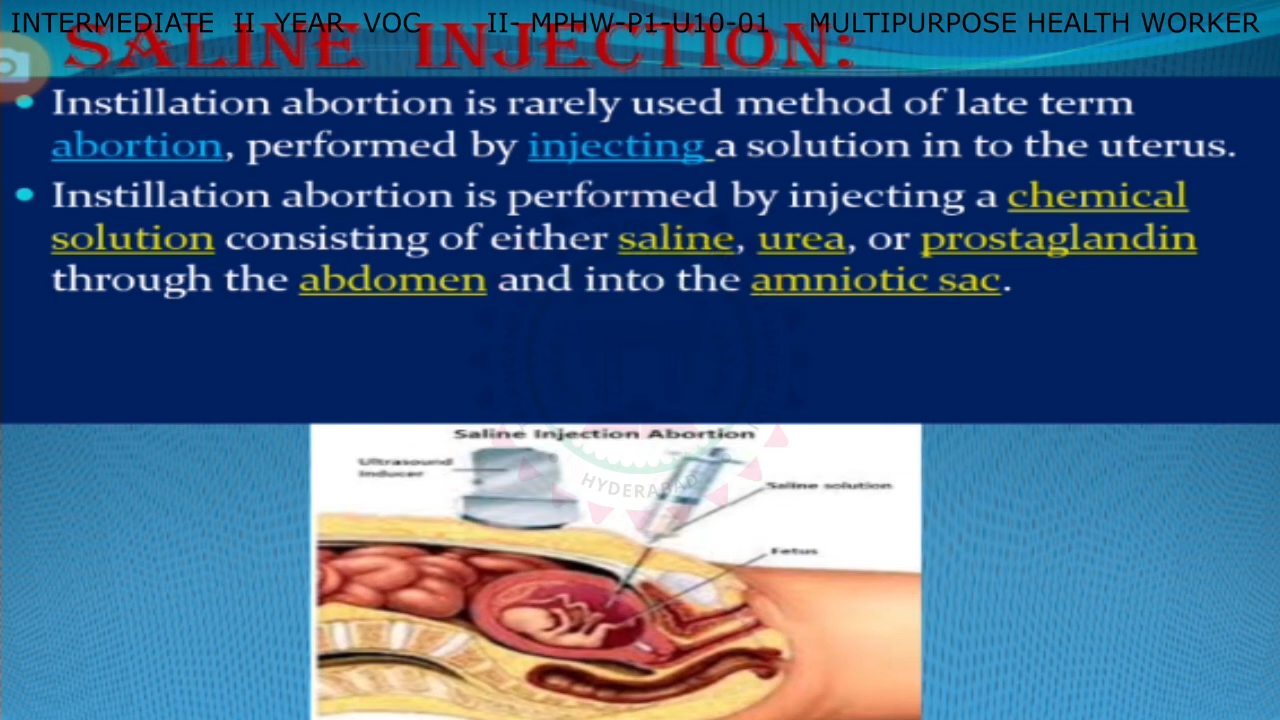 INTERMEDIATE II YEAR VOC II- MPHW-P1-U10-01 MULTIPURPOSE HEALTH WORKER
SALINE INJECTION:
• Instillation abortion is rarely used method of late term
abortion, performed by injecting a solution in to the uterus.
• Instillation abortion is performed by injecting a chemical
solution consisting of either saline, urea, or prostaglandin
through the abdomen and into the amniotic sac.
Saline Injection Abortion
Ultrasound
Inducer
Saline solution
Fetus
HYDERABAD